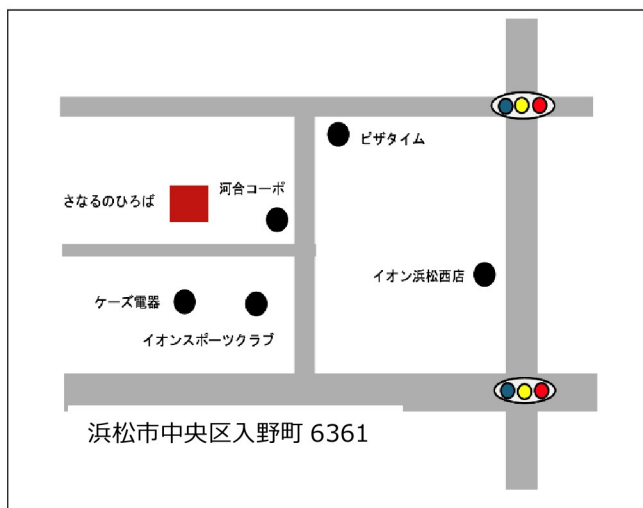 ピザタイム
河合コーポ
さなるのひろば
イオン浜松西店
ケーズ電器
イオンスポーツクラブ
浜松市中央区入野町 6361